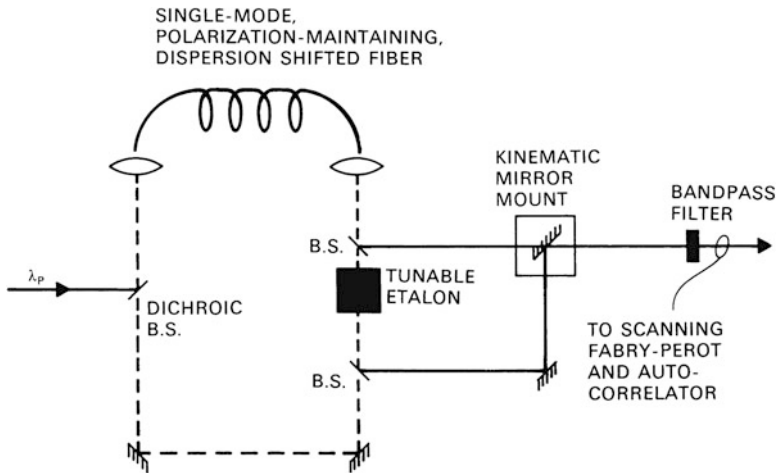 SINGLE-MODE,
POLARIZATION-MAINTAINING,
DISPERSION SHIFTED FIBER
KINEMATIC
MIRROR
MOUNT
BANDPASS
FILTER
B.S.
λP
TUNABLE
ETALON
DICHROIC
B.S.
TO SCANNING
FABRY-PEROT
AND AUTO-
CORRELATOR
B.S.